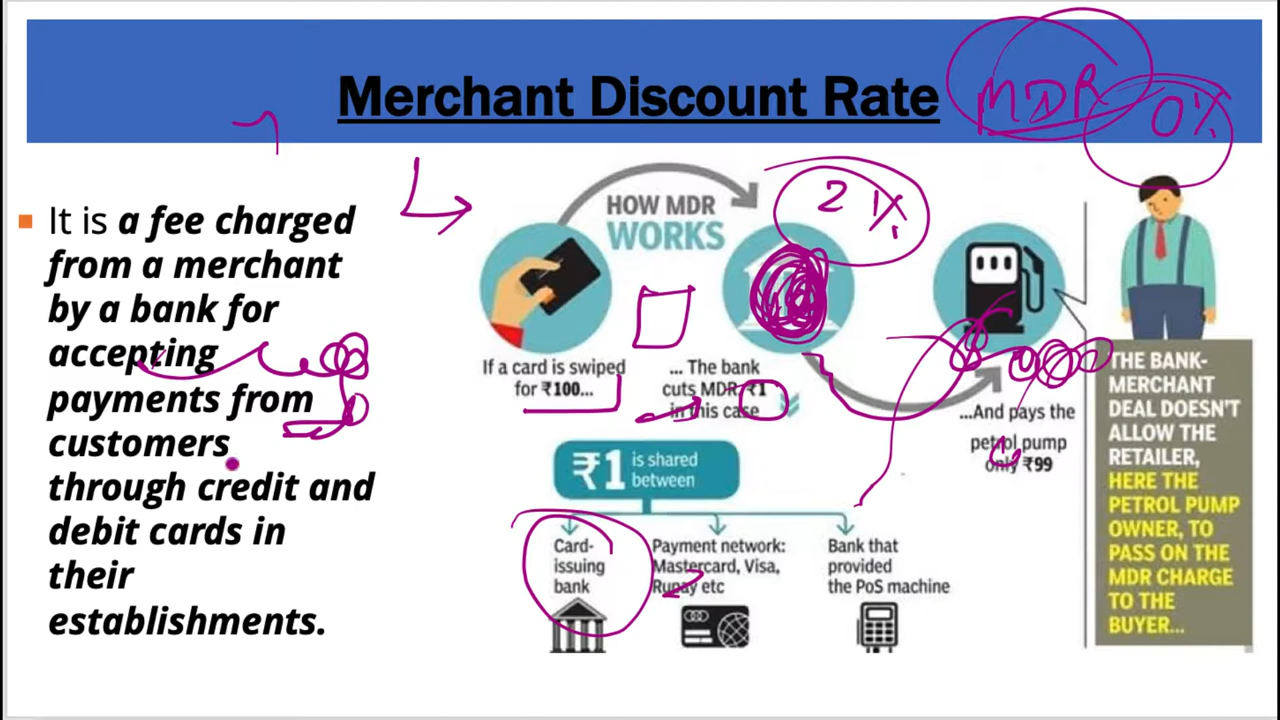 Merchant Discount Rate
MDR
0%
It is a fee charged
from a merchant
by a bank for
accepting
payments from
customers
through credit and
debit cards in
their
establishments.
HOW MDR
WORKS
2%
If a card is swiped
for ₹100...
... The bank
cuts MDR, ₹1
in this case
...And pays the
petrol pump
only ₹99
₹1 is shared
between
Card-
issuing
bank
Payment network:
Mastercard, Visa,
Rupay etc
Bank that
provided
the PoS machine
THE BANK-
MERCHANT
DEAL DOESN'T
ALLOW THE
RETAILER,
HERE THE
PETROL PUMP
OWNER, TO
PASS ON THE
MDR CHARGE
TO THE
BUYER...